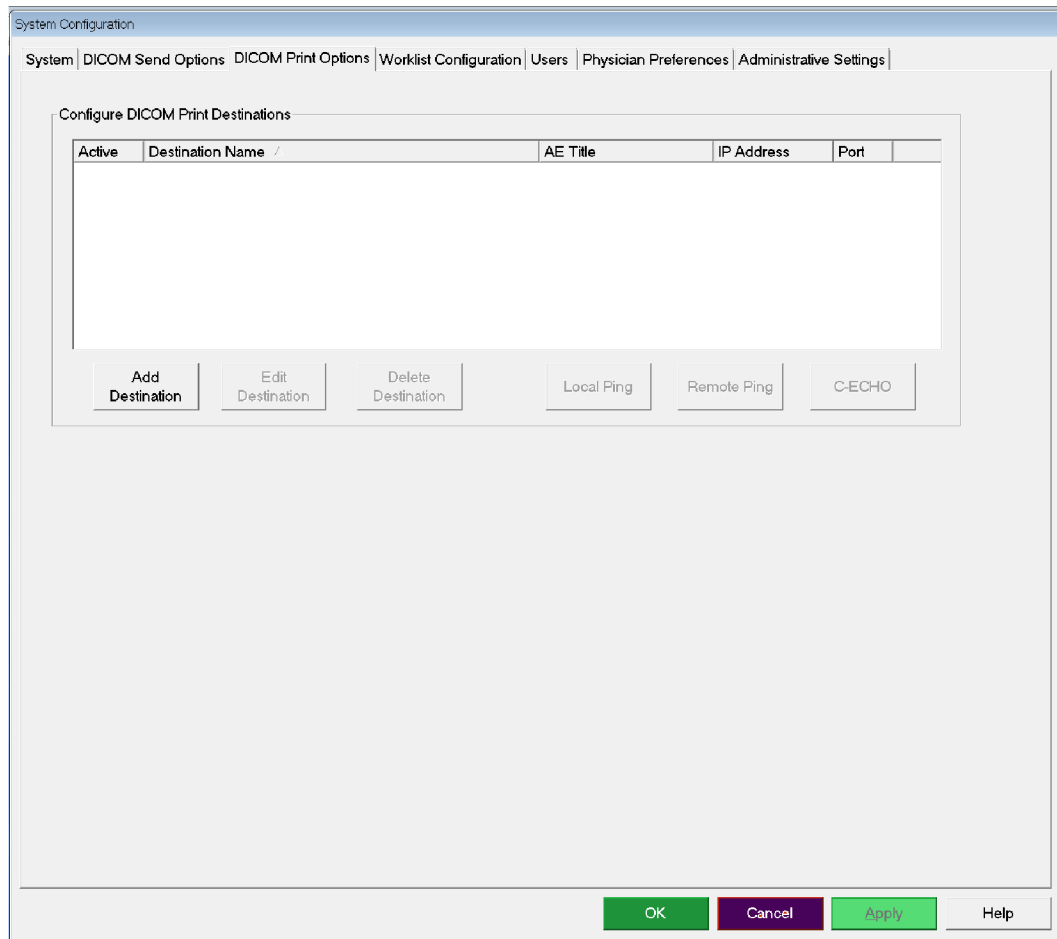 System Configuration
System DICOM Send Options DICOM Print Options Worklist Configuration Users Physician Preferences Administrative Settings
Configure DICOM Print Destinations
Active Destination Name AE Title IP Address Port
Add Destination Edit Destination Delete Destination Local Ping Remote Ping C-ECHO
OK Cancel Apply Help